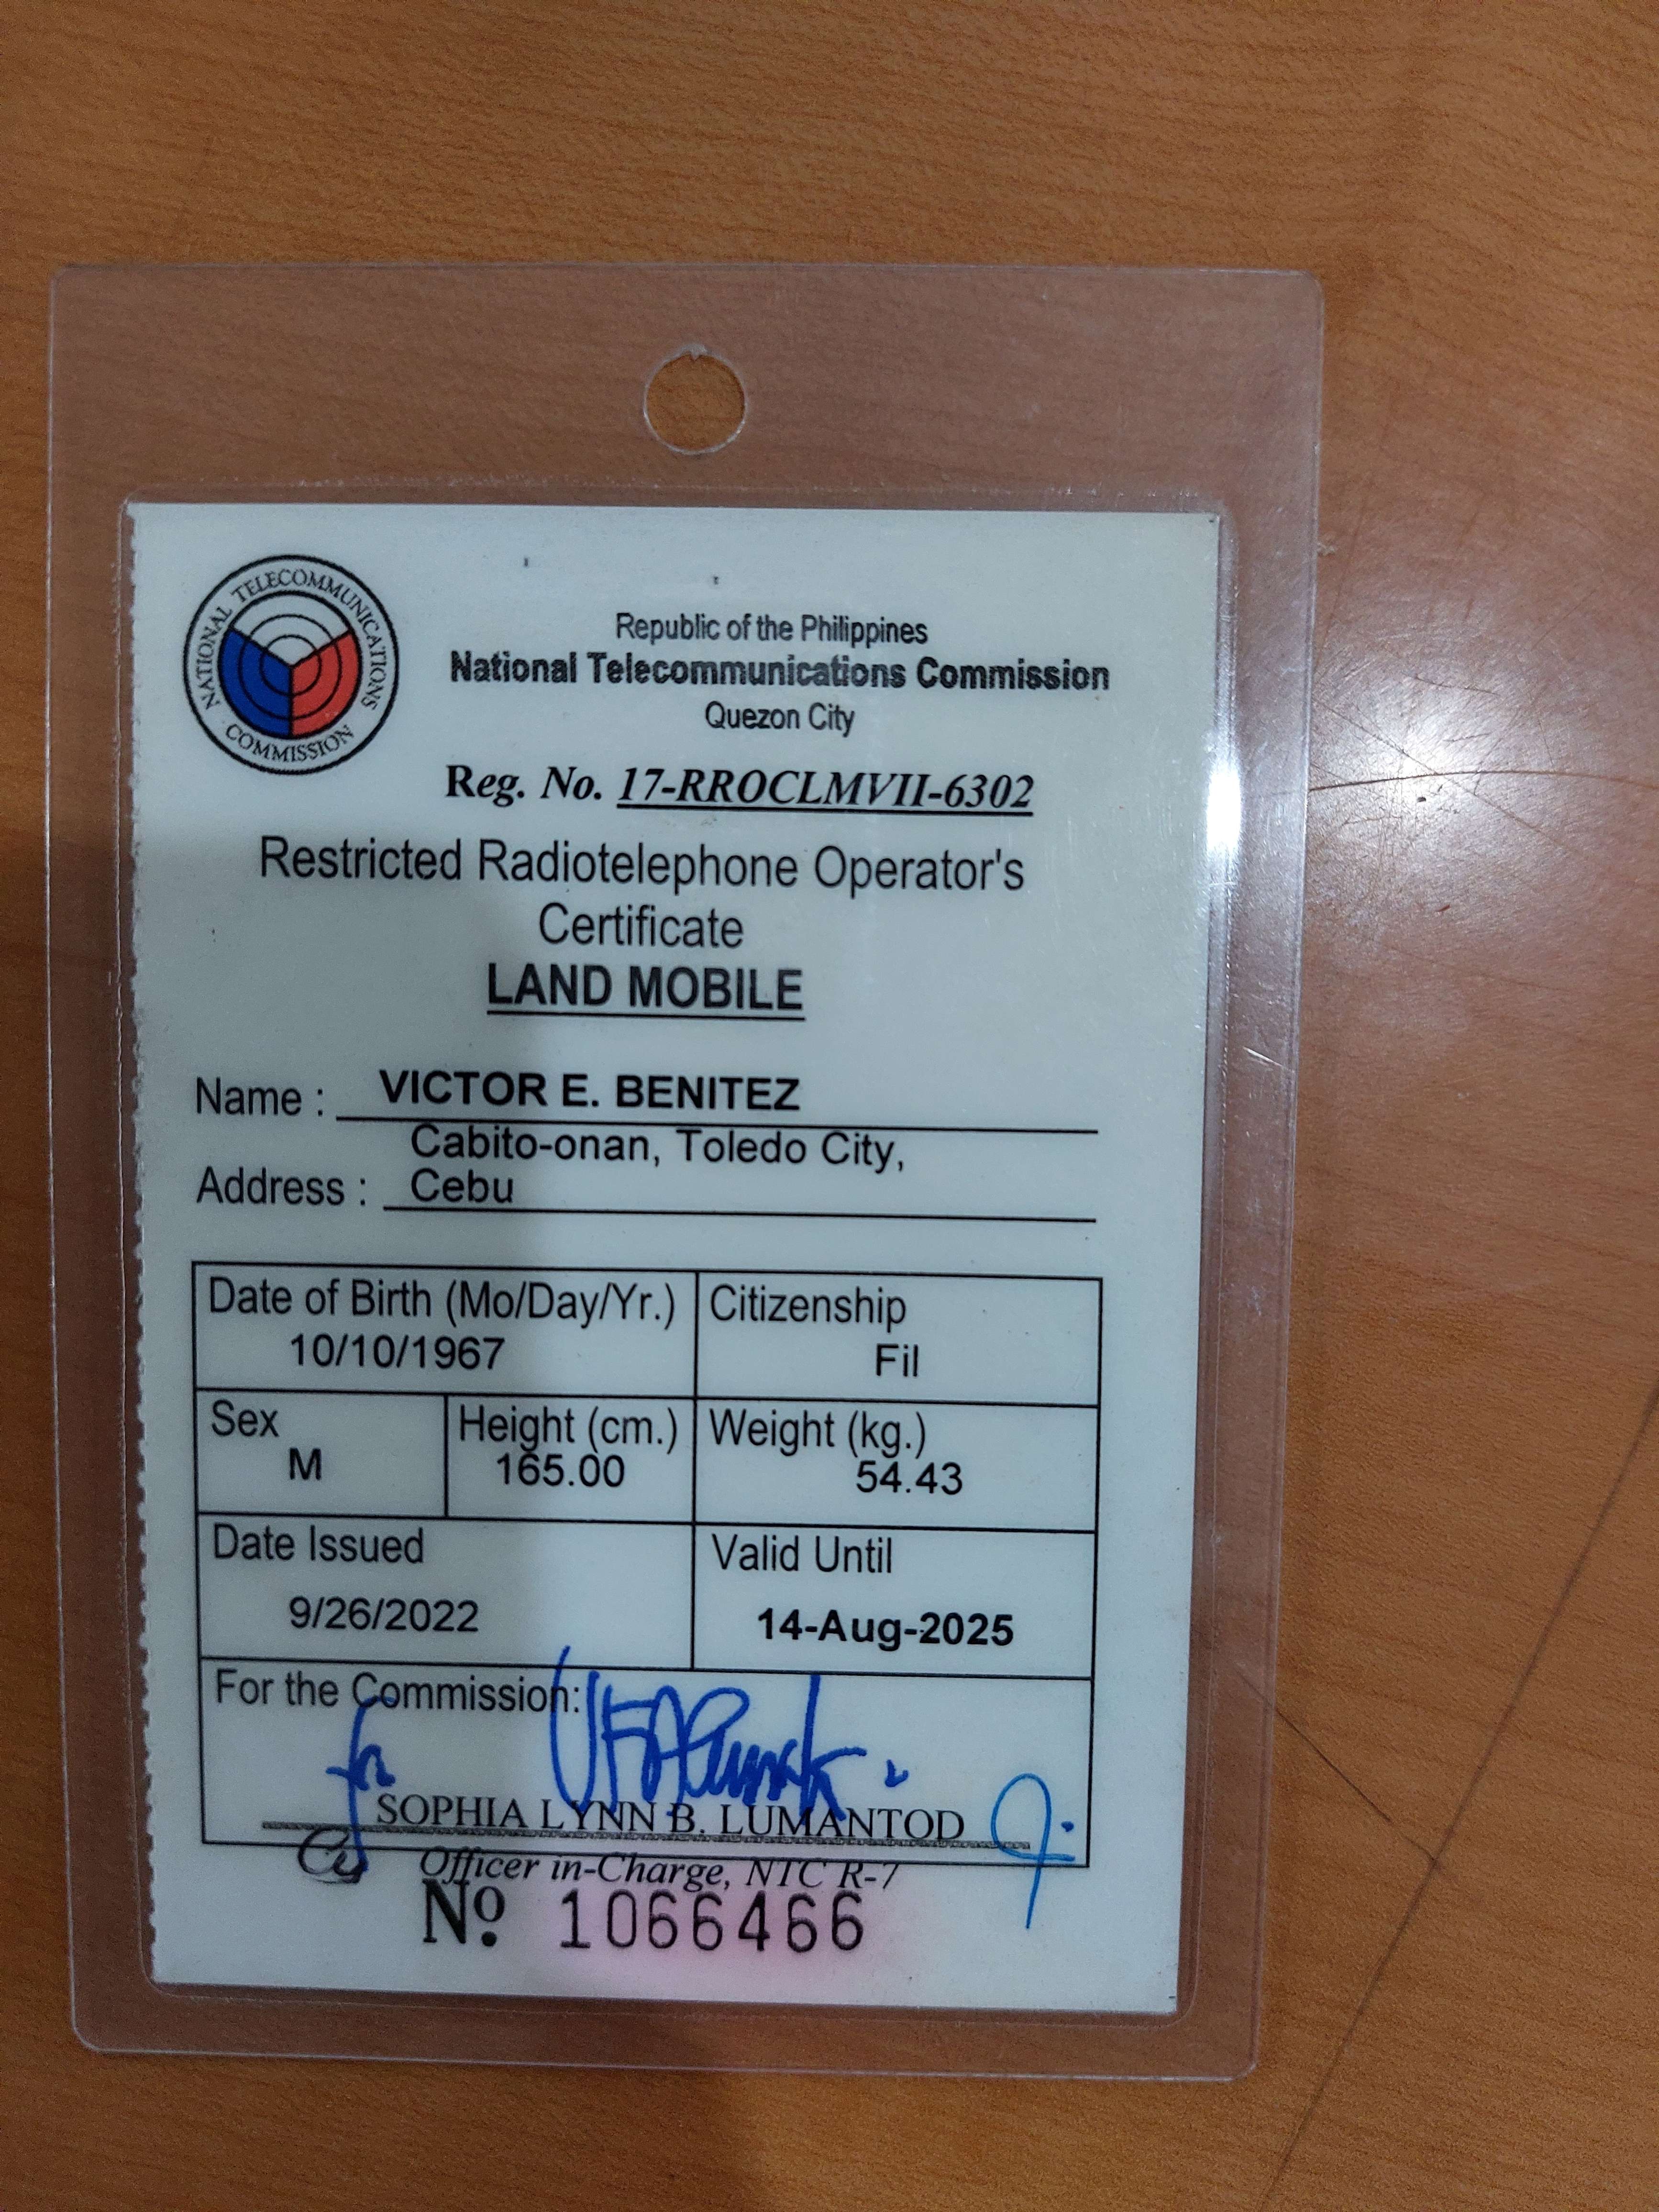 NATIONAL TELECOMMUNICATIONS COMMISSION
Republic of the Philippines
National Telecommunications Commission
Quezon City
Reg. No. 17-RROCLMVII-6302
Restricted Radiotelephone Operator's
Certificate
LAND MOBILE
Name : VICTOR E. BENITEZ
Cabito-onan, Toledo City,
Address : Cebu
Date of Birth (Mo/Day/Yr.) Citizenship
10/10/1967 Fil
Sex Height (cm.) Weight (kg.)
M 165.00 54.43
Date Issued Valid Until
9/26/2022 14-Aug-2025
For the Commission:
SOPHIA LYNN B. LUMANTOD
Officer in-Charge, NTC R-7
Nº. 1066466